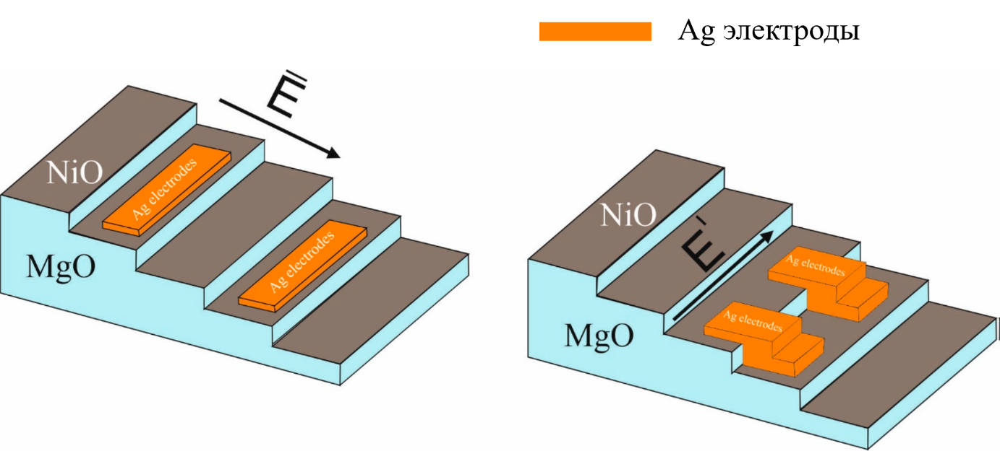 Ag электроды
E
NiO
Ag electrodes
Ag electrodes
MgO
NiO
E
Ag electrodes
Ag electrodes
MgO